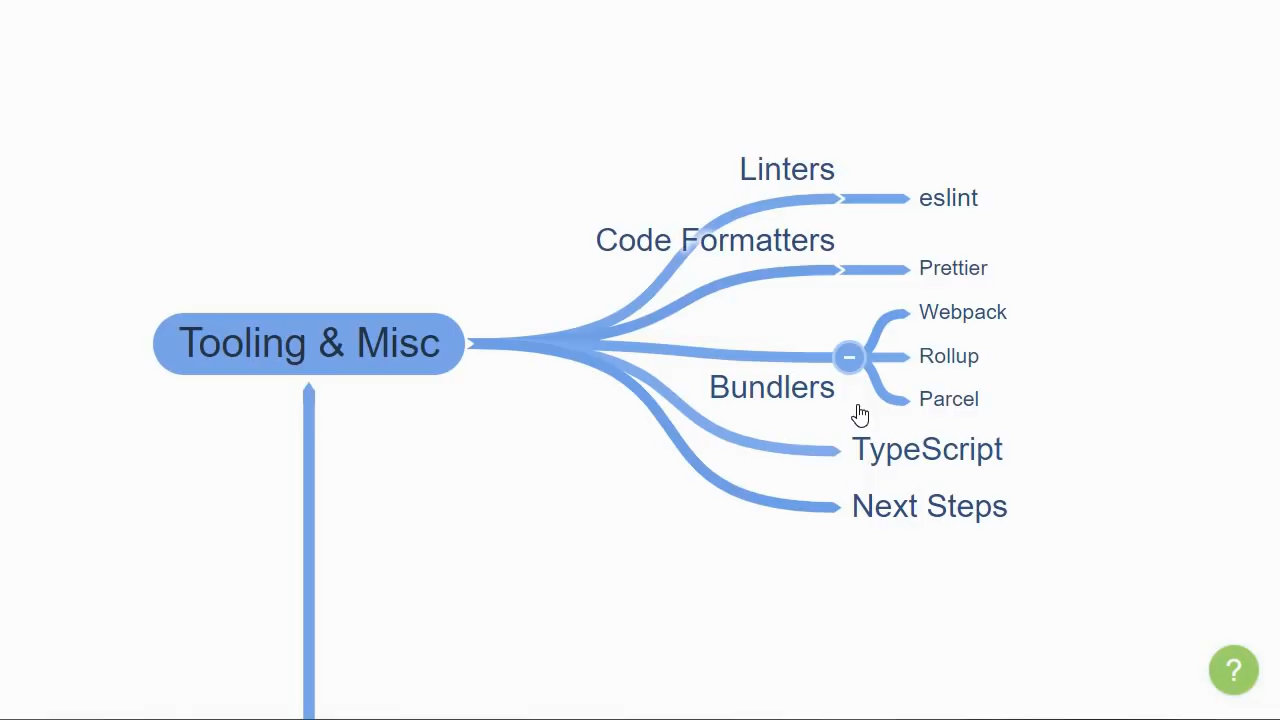 Linters
eslint
Code Formatters
Prettier
Webpack
Tooling & Misc
Rollup
Bundlers
Parcel
TypeScript
Next Steps
?